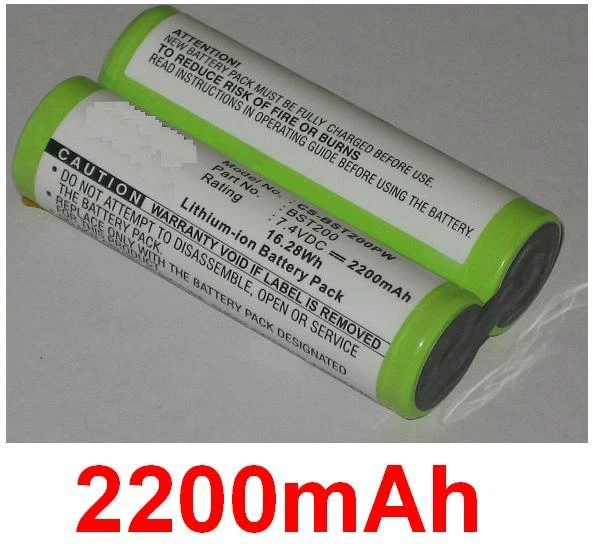 ATTENTION!
NEW BATTERY PACK MUST BE FULLY CHARGED BEFORE USE.
TO REDUCE RISK OF FIRE OR BURNS
READ INSTRUCTIONS IN OPERATING GUIDE BEFORE USING THE BATTERY.
Model No. : CS-BST200PW
Part No. : BST200
Rating : 7.4VDC 2200mAh
16.28Wh
Lithium-ion Battery Pack
CAUTION WARRANTY VOID IF LABEL IS REMOVED
• DO NOT ATTEMPT TO DISASSEMBLE, OPEN OR SERVICE
THE BATTERY PACK.
• REPLACE ONLY WITH THE BATTERY PACK DESIGNATED
2200mAh